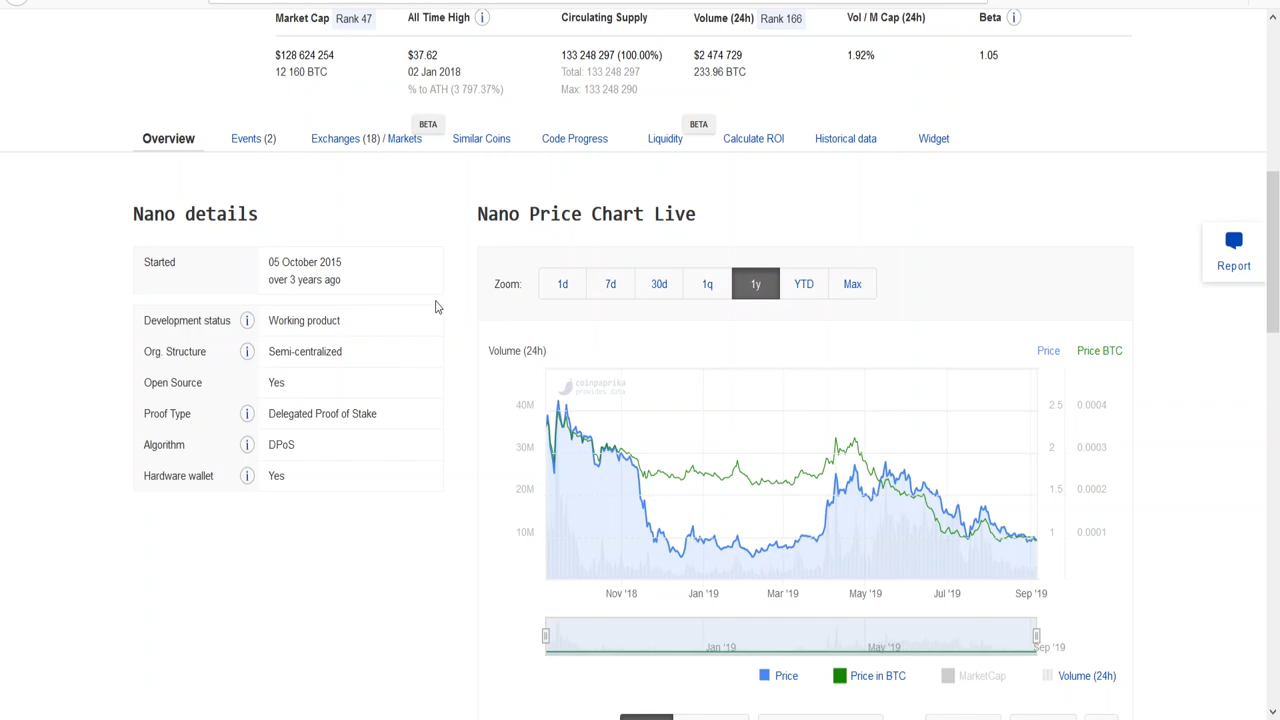 Market Cap Rank 47 All Time High i Circulating Supply Volume (24h) Rank 166 Vol / M Cap (24h) Beta i
$128 624 254 $37.62 133 248 297 (100.00%) $2 474 729 1.92% 1.05
12 160 BTC 02 Jan 2018 Total: 133 248 297 233.96 BTC
% to ATH (3 797.37%) Max: 133 248 290
BETA BETA
Overview Events (2) Exchanges (18) / Markets Similar Coins Code Progress Liquidity Calculate ROI Historical data Widget
Nano details Nano Price Chart Live
Started 05 October 2015
over 3 years ago
Zoom: 1d 7d 30d 1q 1y YTD Max
Report
Development status i Working product
Org. Structure i Semi-centralized
Open Source Yes
Proof Type i Delegated Proof of Stake
Algorithm i DPoS
Hardware wallet i Yes
Volume (24h) Price Price BTC
coinpaprika
provides data
40M 2.5 0.0004
30M 2 0.0003
20M 1.5 0.0002
10M 1 0.0001
Nov '18 Jan '19 Mar '19 May '19 Jul '19 Sep '19
Jan '19 May '19 Sep '19
Price Price in BTC MarketCap Volume (24h)